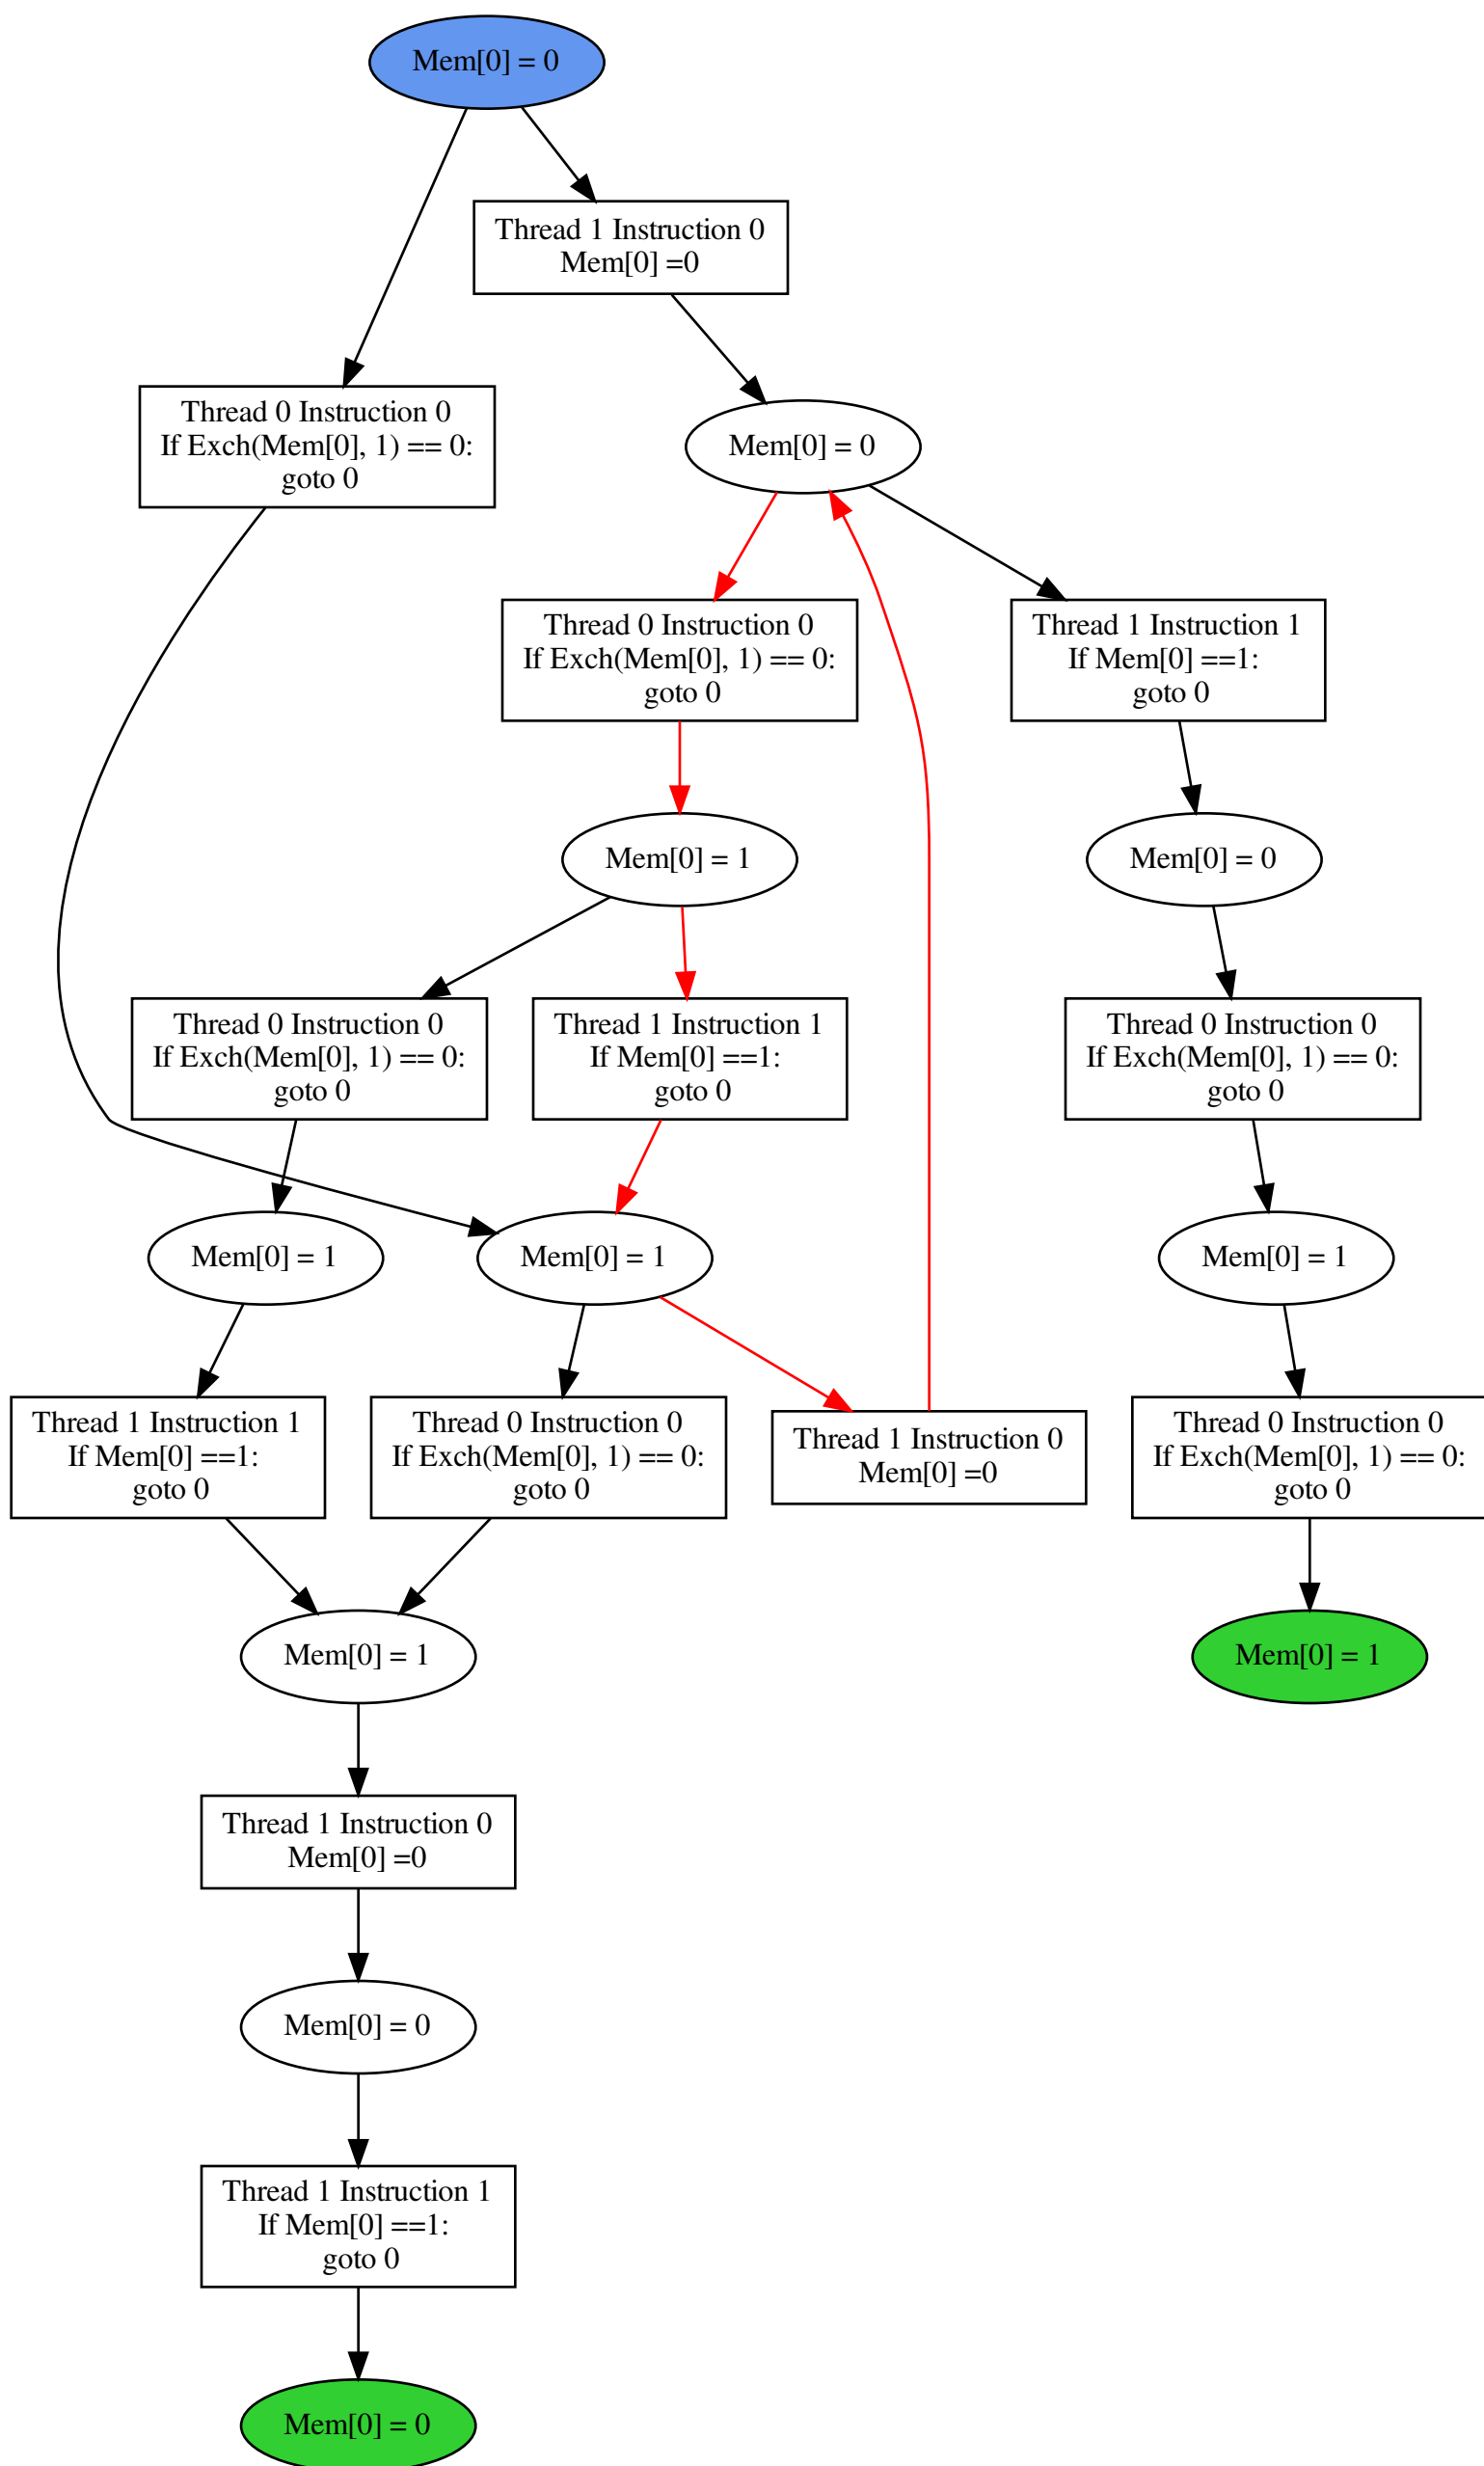 Mem[0] = 0
Thread 1 Instruction 0
Mem[0] =0
Thread 0 Instruction 0
If Exch(Mem[0], 1) == 0:
goto 0
Mem[0] = 0
Thread 0 Instruction 0
If Exch(Mem[0], 1) == 0:
goto 0
Thread 1 Instruction 1
If Mem[0] ==1:
goto 0
Mem[0] = 1
Mem[0] = 0
Thread 0 Instruction 0
If Exch(Mem[0], 1) == 0:
goto 0
Thread 1 Instruction 1
If Mem[0] ==1:
goto 0
Thread 0 Instruction 0
If Exch(Mem[0], 1) == 0:
goto 0
Mem[0] = 1
Mem[0] = 1
Mem[0] = 1
Thread 1 Instruction 1
If Mem[0] ==1:
goto 0
Thread 0 Instruction 0
If Exch(Mem[0], 1) == 0:
goto 0
Thread 1 Instruction 0
Mem[0] =0
Thread 0 Instruction 0
If Exch(Mem[0], 1) == 0:
goto 0
Mem[0] = 1
Mem[0] = 1
Thread 1 Instruction 0
Mem[0] =0
Mem[0] = 0
Thread 1 Instruction 1
If Mem[0] ==1:
goto 0
Mem[0] = 0